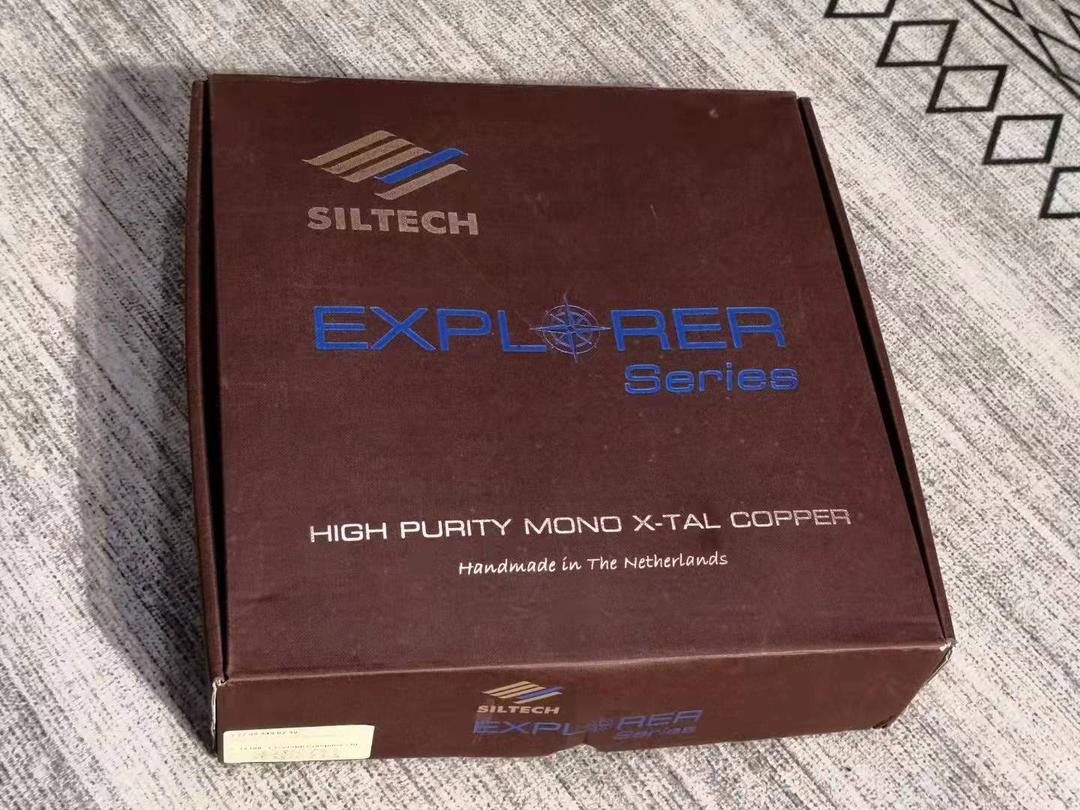 SILTECH
EXPLORER
Series
HIGH PURITY MONO X-TAL COPPER
Handmade in The Netherlands
SILTECH
EXPLORER
Series